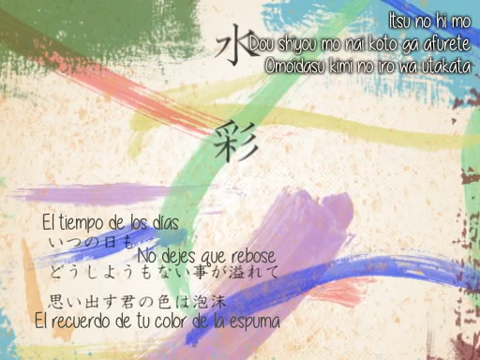 Itsu no hi mo
Dou shiyou mo nai koto ga afurete
Omoidasu kimi no iro wa utakata
水
彩
El tiempo de los días
いつの日も
No dejes que rebose
どうしようもない事が溢れて
思い出す君の色は泡沫
El recuerdo de tu color de la espuma